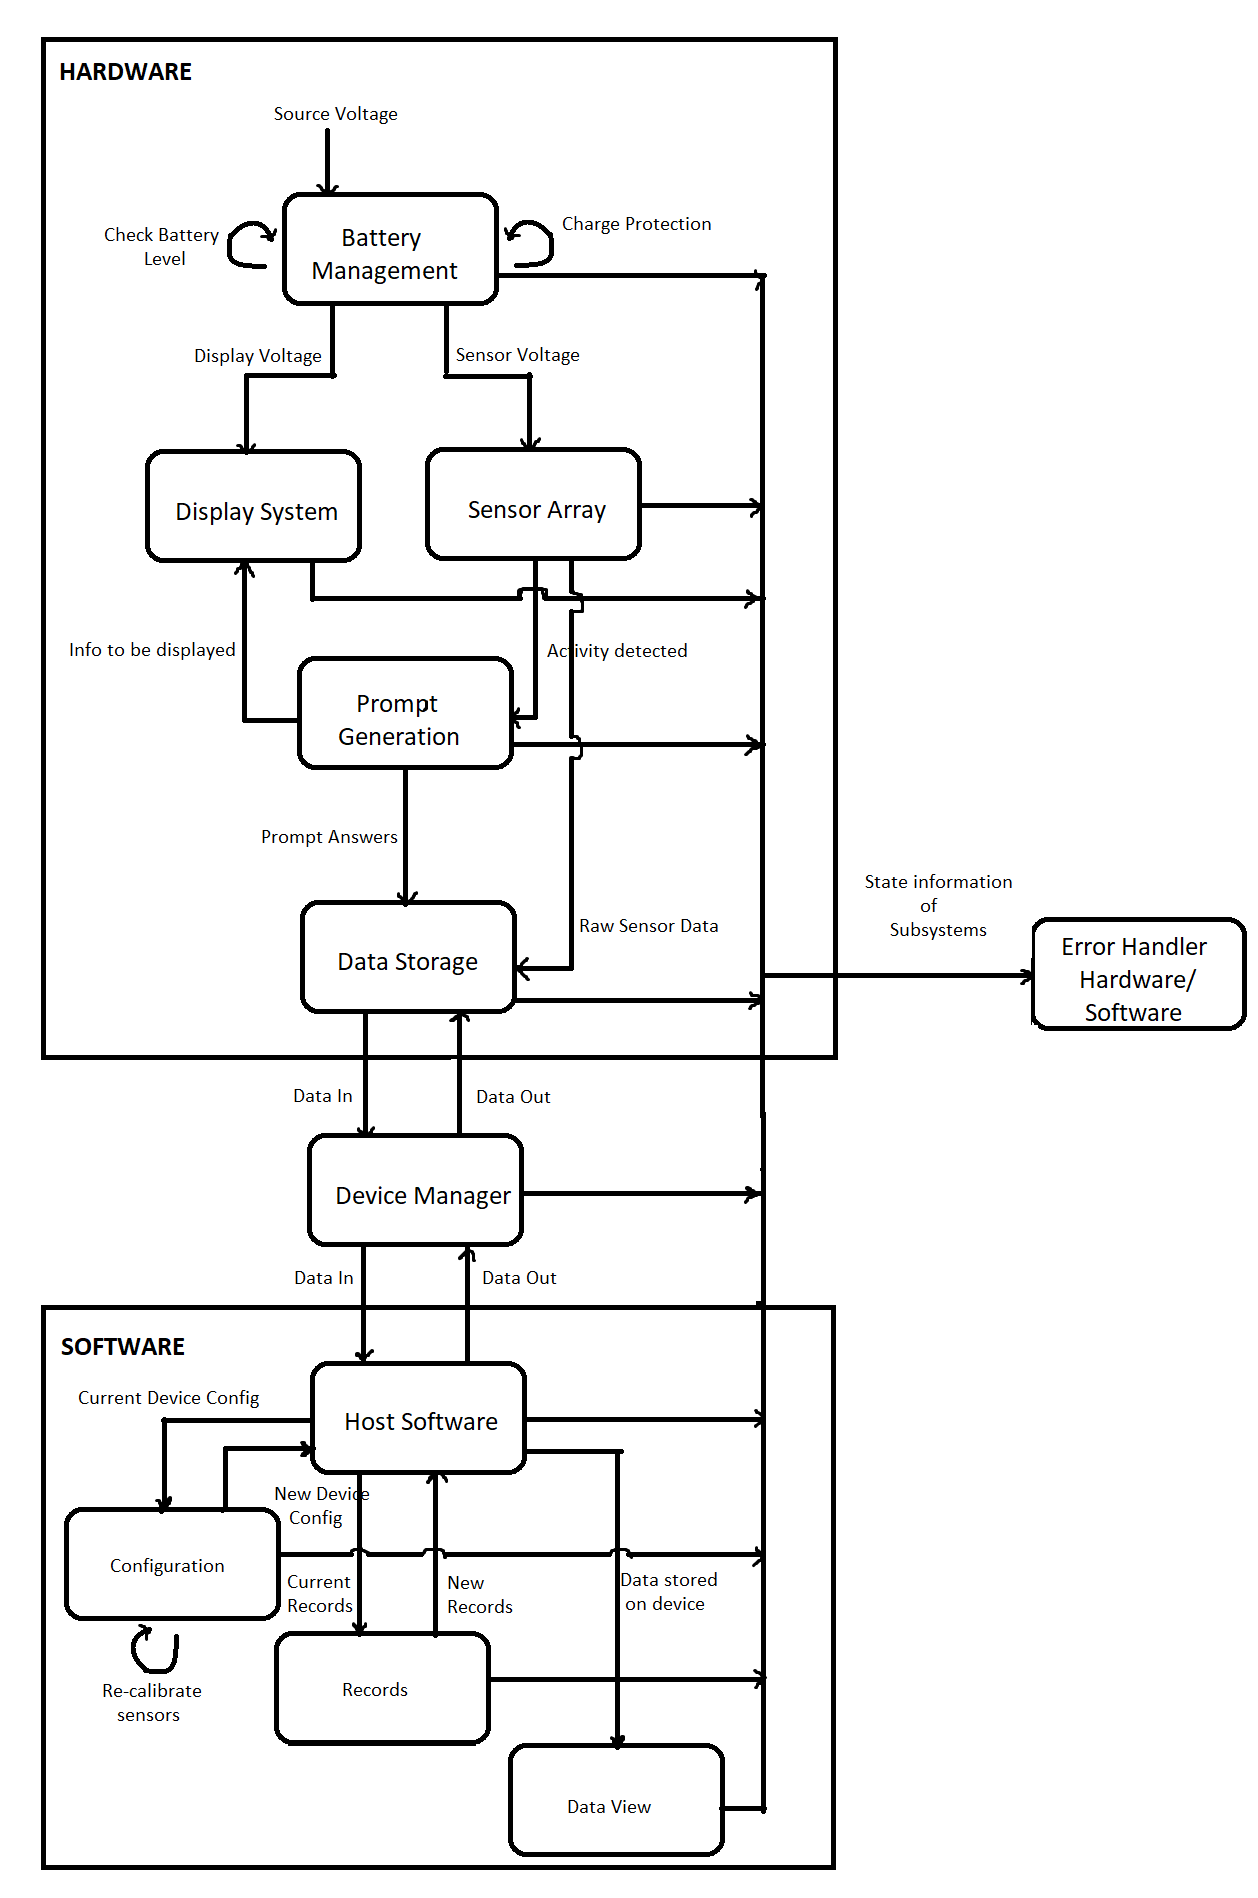 HARDWARE
Source Voltage
Check Battery
Level
Battery
Management
Charge Protection
Display Voltage
Sensor Voltage
Display System
Sensor Array
Info to be displayed
Activity detected
Prompt
Generation
Prompt Answers
Data Storage
Raw Sensor Data
State information
of
Subsystems
Error Handler
Hardware/
Software
Data In
Data Out
Device Manager
Data In
Data Out
SOFTWARE
Current Device Config
Host Software
New Device
Config
Configuration
Current
Records
New
Records
Data stored
on device
Re-calibrate
sensors
Records
Data View